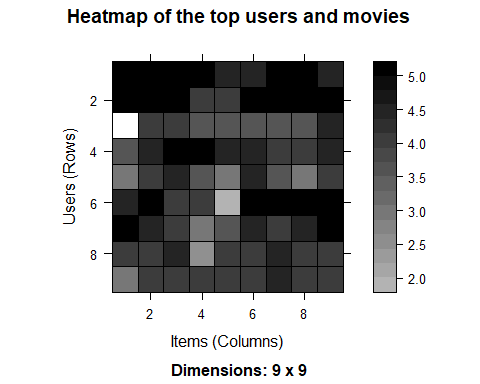 Heatmap of the top users and movies
2
4
6
8
Users (Rows)
2 4 6 8
Items (Columns)
Dimensions: 9 x 9
5.0
4.5
4.0
3.5
3.0
2.5
2.0